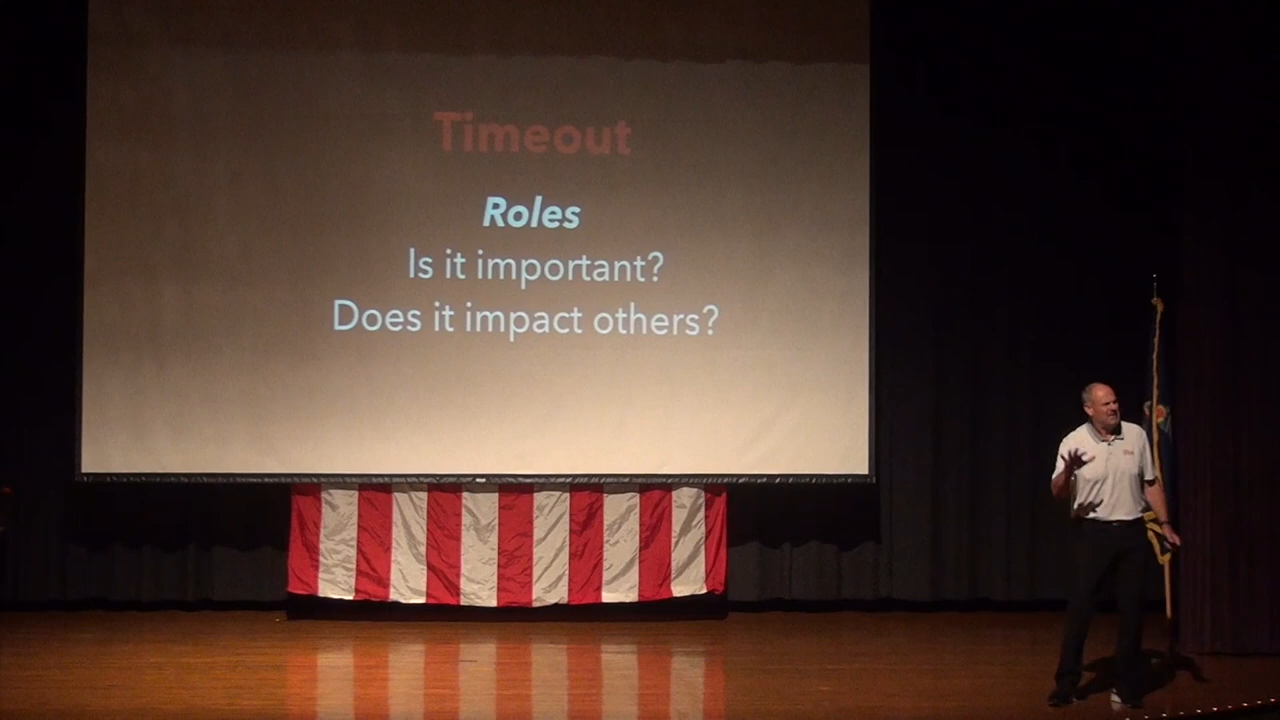 Timeout
Roles
Is it important?
Does it impact others?